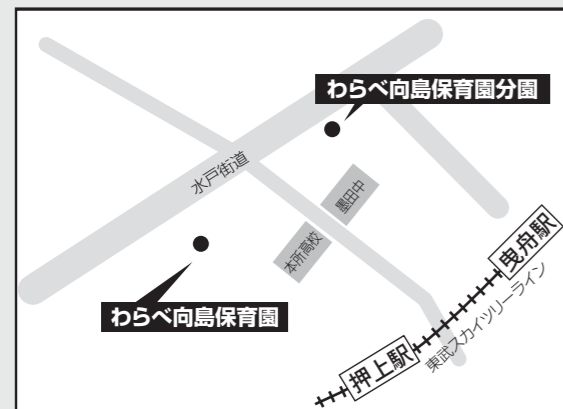 わらべ向島保育園分園
水戸街道
墨田中
本所高校
曳舟駅
わらべ向島保育園
東武スカイツリーライン
押上駅